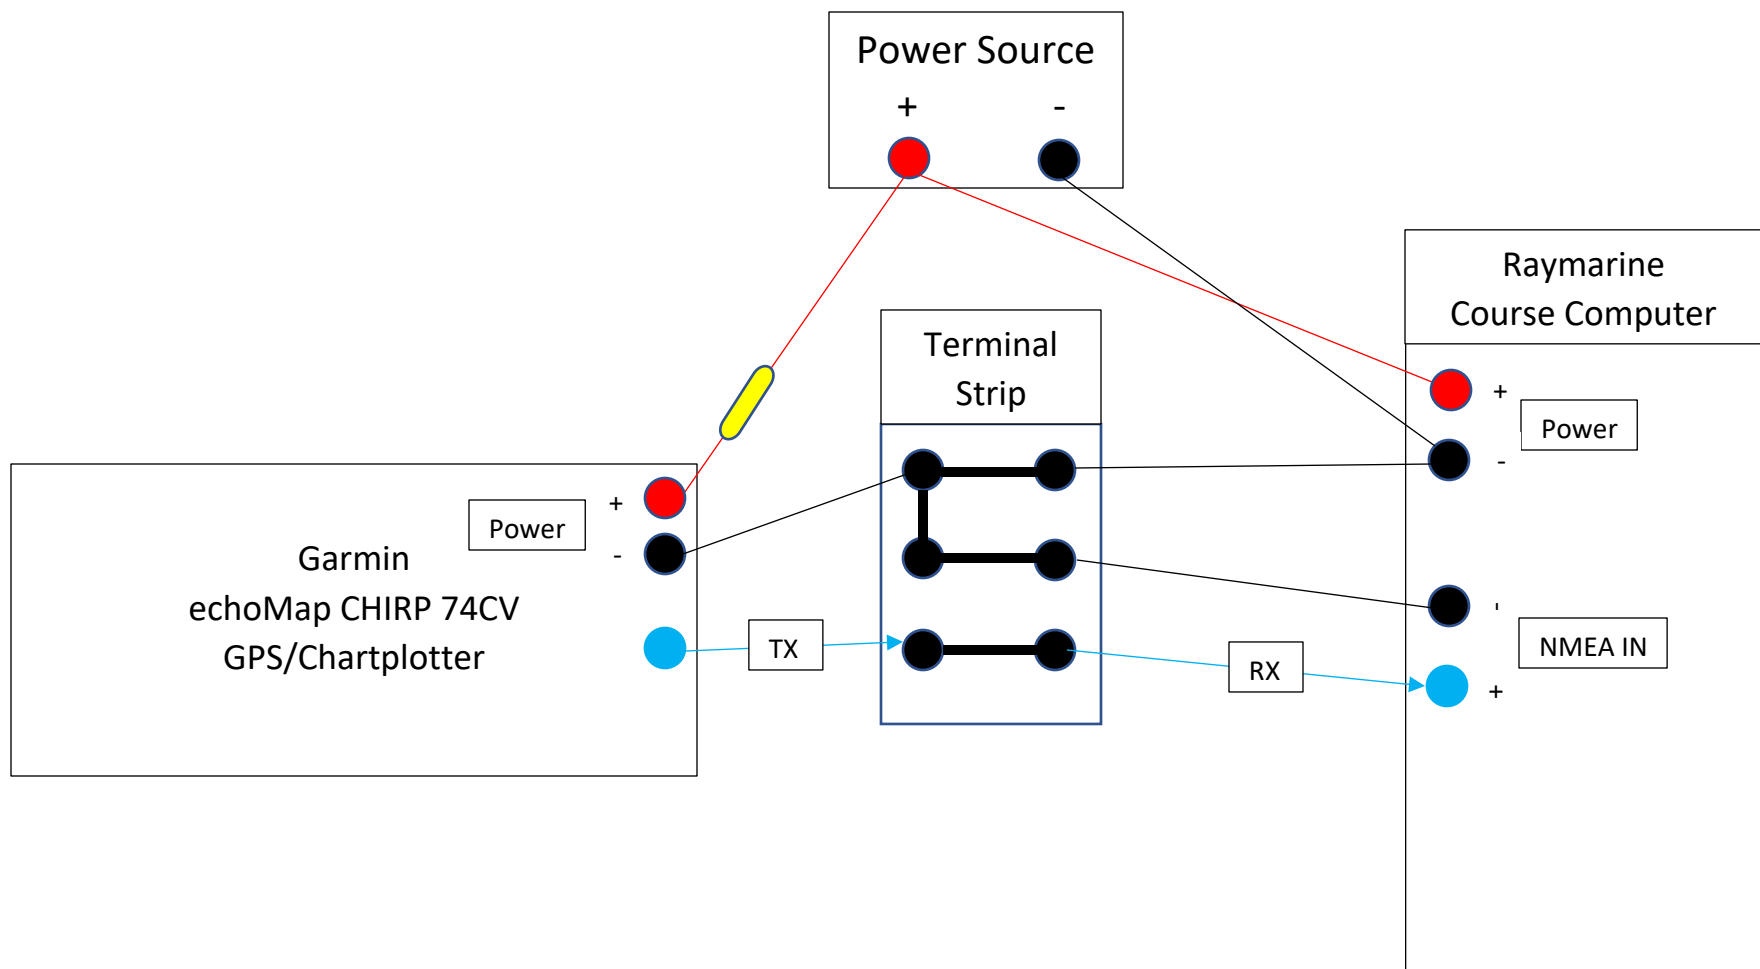 Power Source
+ -
Raymarine
Course Computer
Terminal
Strip
+
Power
-
+
Power
-
Garmin
echoMap CHIRP 74CV
GPS/Chartplotter
TX
RX
'
NMEA IN
+